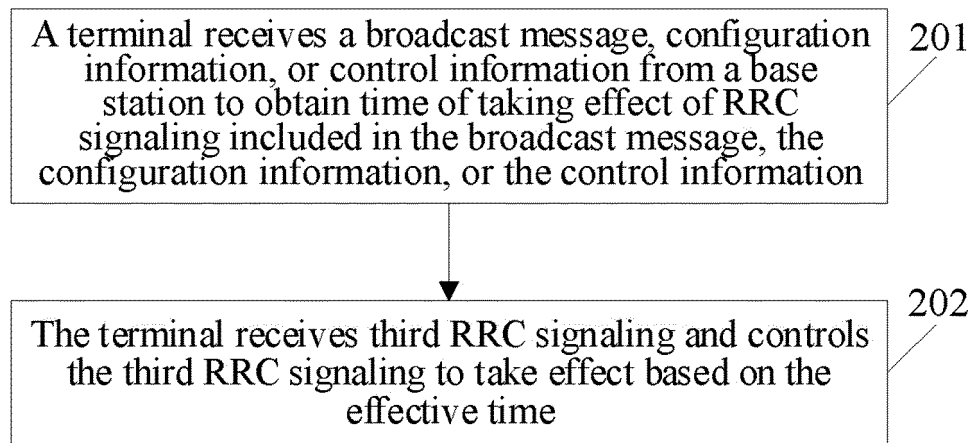 A terminal receives a broadcast message, configuration
information, or control information from a base
station to obtain time of taking effect of RRC
signaling included in the broadcast message, the
configuration information, or the control information
201
The terminal receives third RRC signaling and controls
the third RRC signaling to take effect based on the
effective time
202